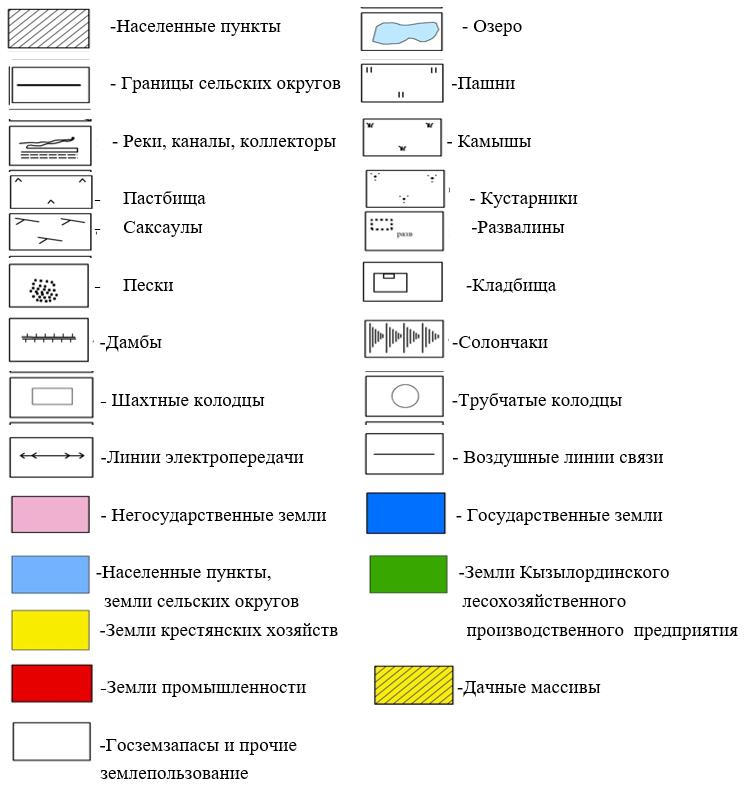 -Населенные пункты
- Озеро
- Границы сельских округов
-Пашни
- Реки, каналы, коллекторы
- Камышы
- Пастбища
- Кустарники
- Саксаулы
разв
-Развалины
- Пески
-Кладбища
-Дамбы
-Солончаки
- Шахтные колодцы
-Трубчатые колодцы
-Линии электропередачи
- Воздушные линии связи
- Негосударственные земли
- Государственные земли
-Населенные пункты,
земли сельских округов
-Земли Кызылординского
лесохозяйственного
производственного предприятия
-Земли крестянских хозяйств
-Земли промышленности
-Дачные массивы
-Госземзапасы и прочие
землепользование